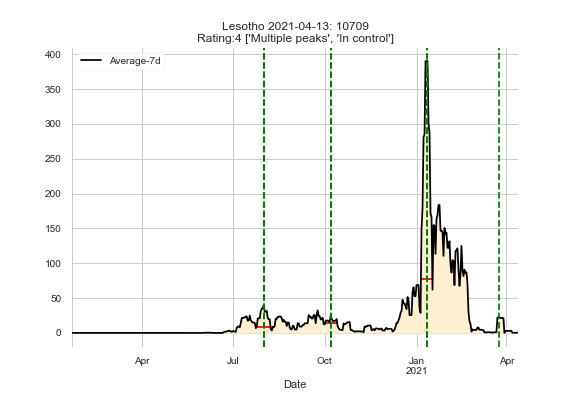 Lesotho 2021-04-13: 10709
Rating:4 ['Multiple peaks', 'In control']
Average-7d
400
350
300
250
200
150
100
50
0
Apr
Jul
Oct
Jan
2021
Apr
Date